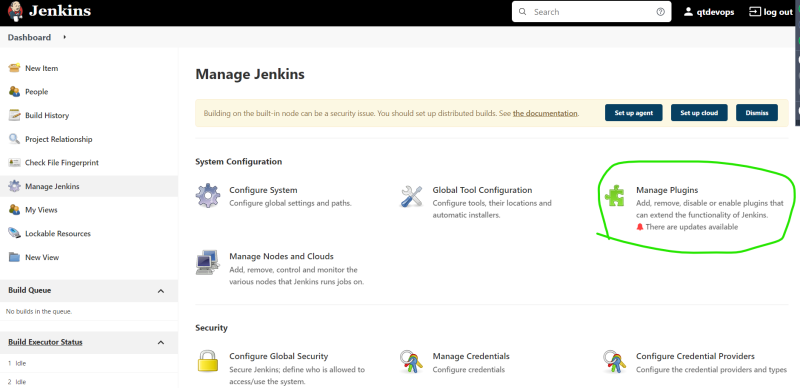 Jenkins
Search
qtdevops
log out
Dashboard
New Item
People
Build History
Project Relationship
Check File Fingerprint
Manage Jenkins
My Views
Lockable Resources
New View
Build Queue
No builds in the queue.
Build Executor Status
1 Idle
2 Idle
Manage Jenkins
Building on the built-in node can be a security issue. You should set up distributed builds. See the documentation.
Set up agent
Set up cloud
Dismiss
System Configuration
Configure System
Configure global settings and paths.
Global Tool Configuration
Configure tools, their locations and
automatic installers.
Manage Plugins
Add, remove, disable or enable plugins that
can extend the functionality of Jenkins.
There are updates available
Manage Nodes and Clouds
Add, remove, control and monitor the
various nodes that Jenkins runs jobs on.
Security
Configure Global Security
Secure Jenkins; define who is allowed to
access/use the system.
Manage Credentials
Configure credentials
Configure Credential Providers
Configure the credential providers and types